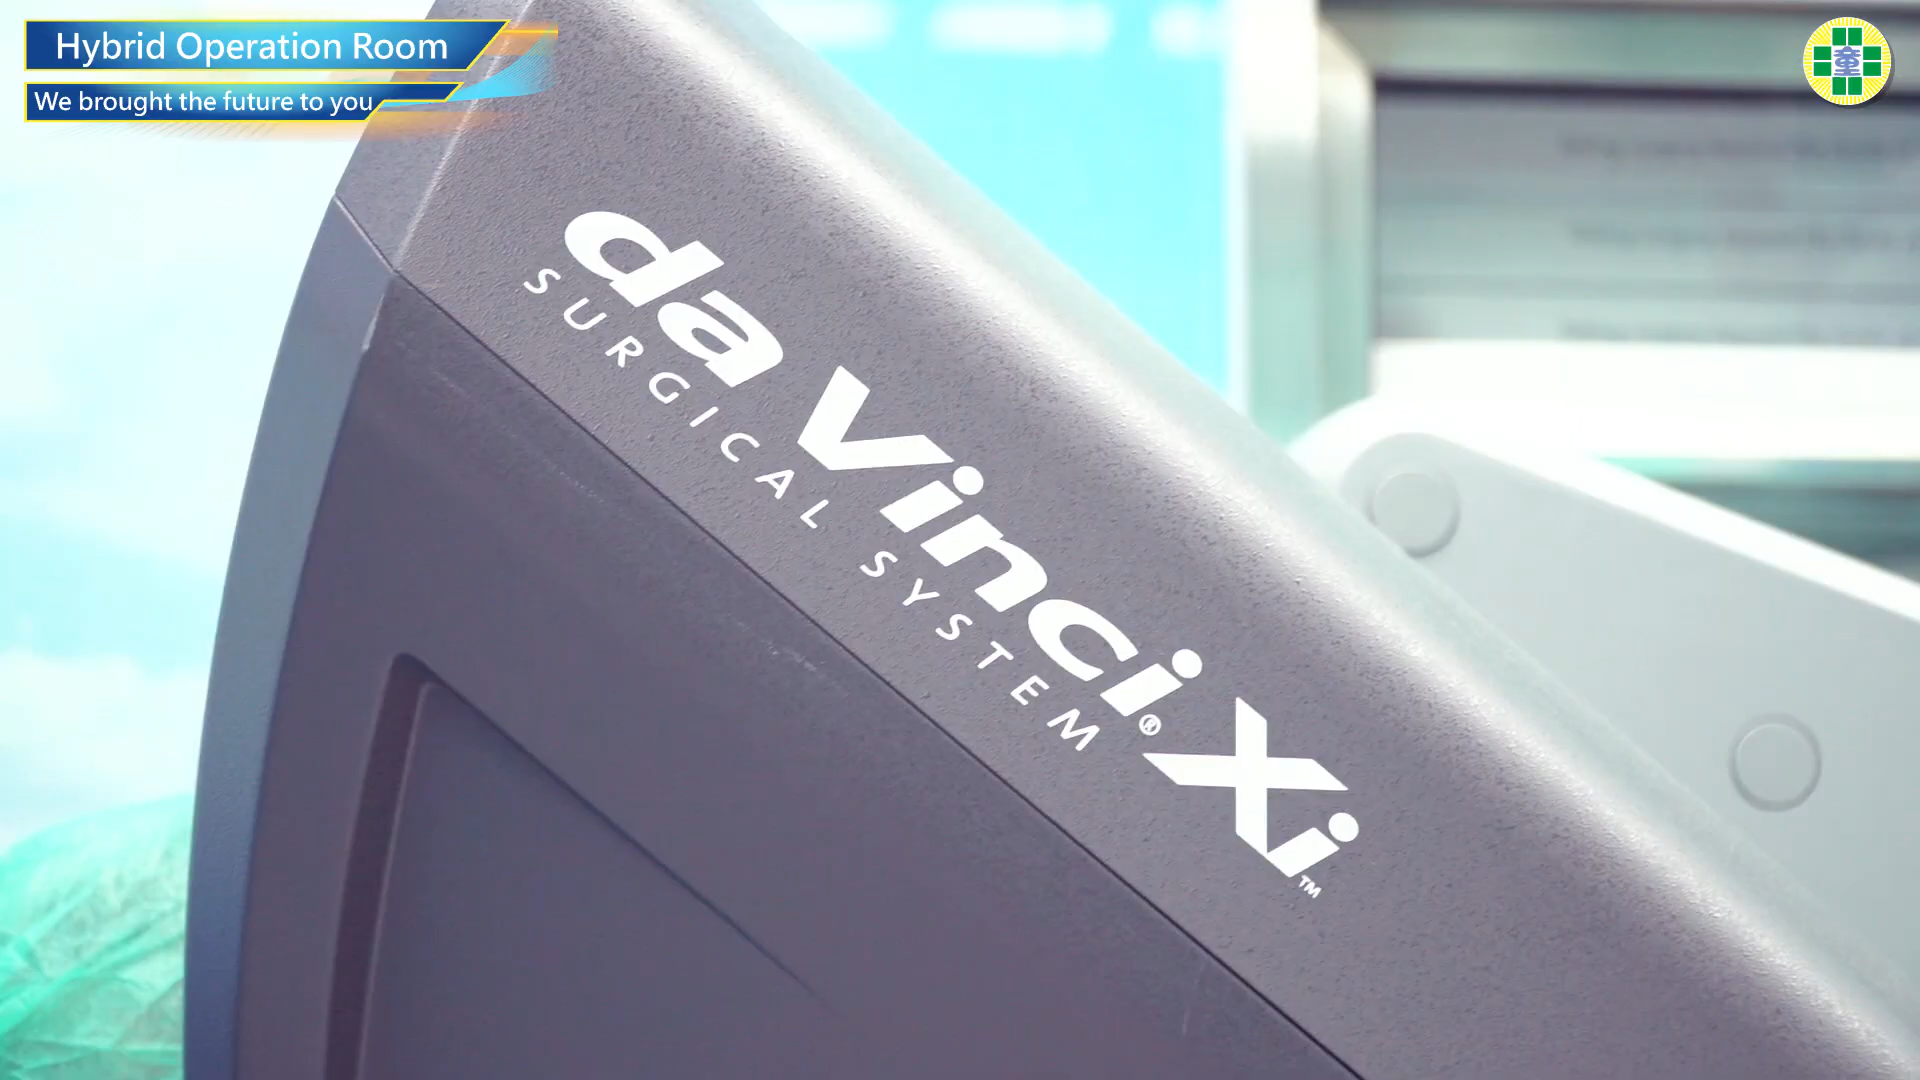 Hybrid Operation Room
We brought the future to you
童
da Vinci® Xi™
SURGICAL SYSTEM